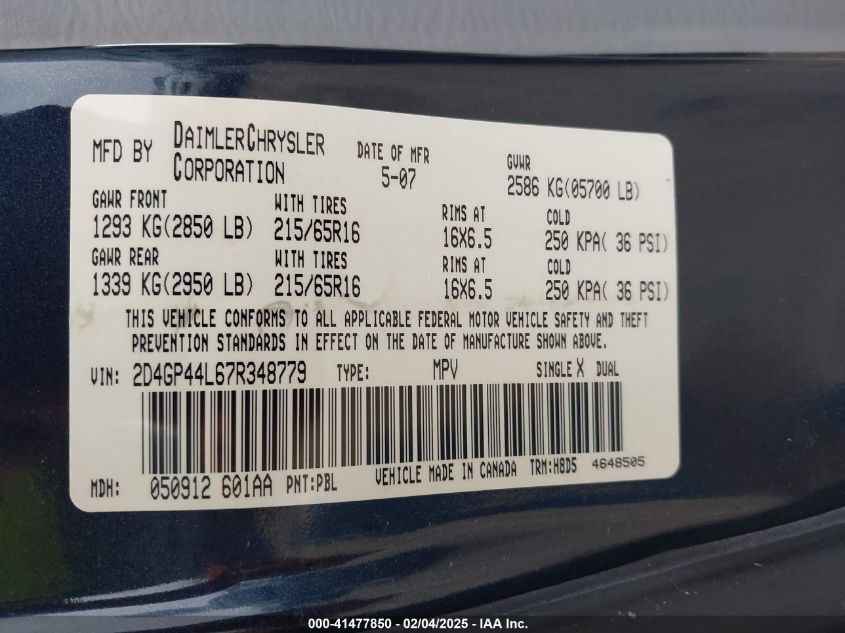 MFD BY DAIMLERCHRYSLER CORPORATION DATE OF MFR 5-07 GVWR 2586 KG(05700 LB)
GAWR FRONT WITH TIRES RIMS AT COLD
1293 KG(2850 LB) 215/65R16 16X6.5 250 KPA( 36 PSI)
GAWR REAR WITH TIRES RIMS AT COLD
1339 KG(2950 LB) 215/65R16 16X6.5 250 KPA( 36 PSI)
THIS VEHICLE CONFORMS TO ALL APPLICABLE FEDERAL MOTOR VEHICLE SAFETY AND THEFT
PREVENTION STANDARDS IN EFFECT ON THE DATE OF MANUFACTURE SHOWN ABOVE.
VIN: 2D4GP44L67R348779 TYPE: MPV SINGLE X DUAL
MDH: 050912 601AA PNT:PBL VEHICLE MADE IN CANADA TRM:H8D5 4648505
000-41477850 - 02/04/2025 - IAA Inc.